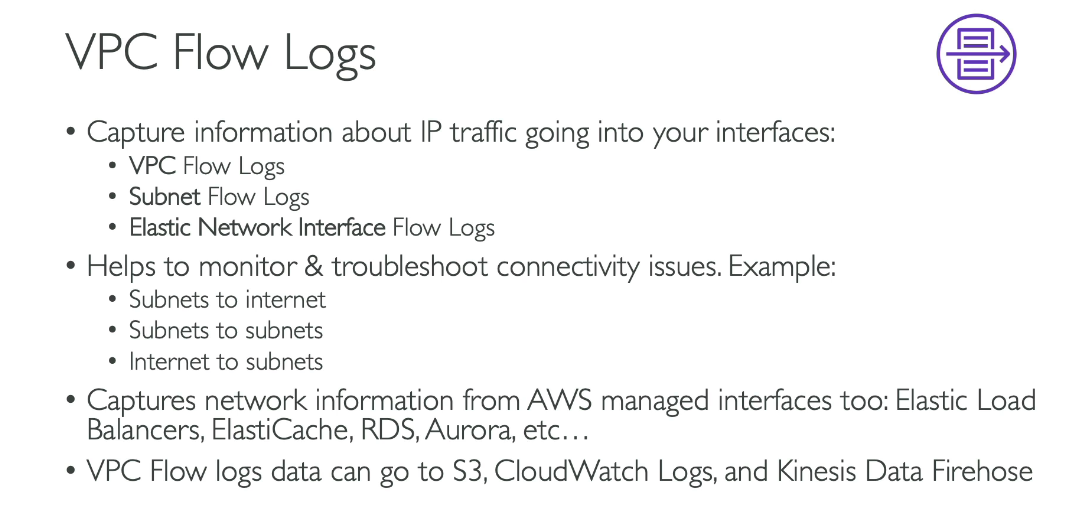 VPC Flow Logs
• Capture information about IP traffic going into your interfaces:
• VPC Flow Logs
• Subnet Flow Logs
• Elastic Network Interface Flow Logs
• Helps to monitor & troubleshoot connectivity issues. Example:
• Subnets to internet
• Subnets to subnets
• Internet to subnets
• Captures network information from AWS managed interfaces too: Elastic Load
Balancers, ElastiCache, RDS, Aurora, etc…
• VPC Flow logs data can go to S3, CloudWatch Logs, and Kinesis Data Firehose